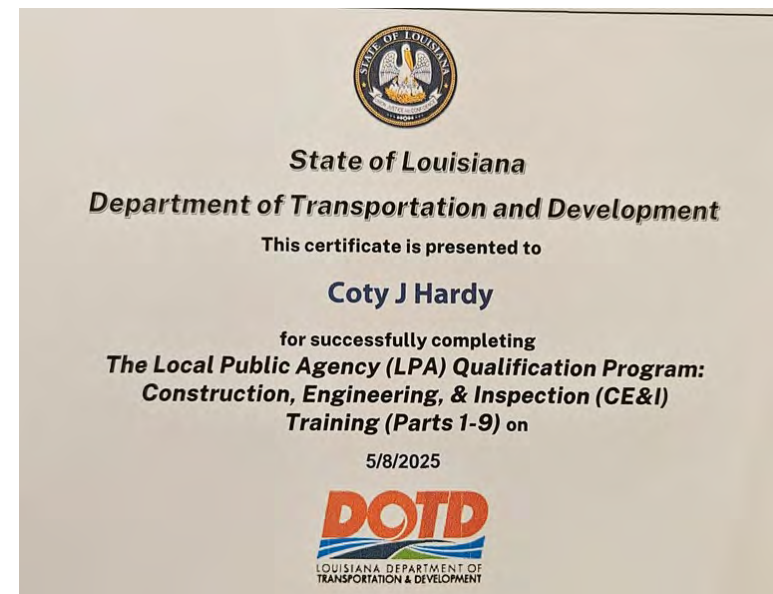 STATE OF LOUISIANA
State of Louisiana
Department of Transportation and Development
This certificate is presented to
Coty J Hardy
for successfully completing
The Local Public Agency (LPA) Qualification Program:
Construction, Engineering, & Inspection (CE&I)
Training (Parts 1-9) on
5/8/2025
DOTD
LOUISIANA DEPARTMENT OF
TRANSPORTATION & DEVELOPMENT